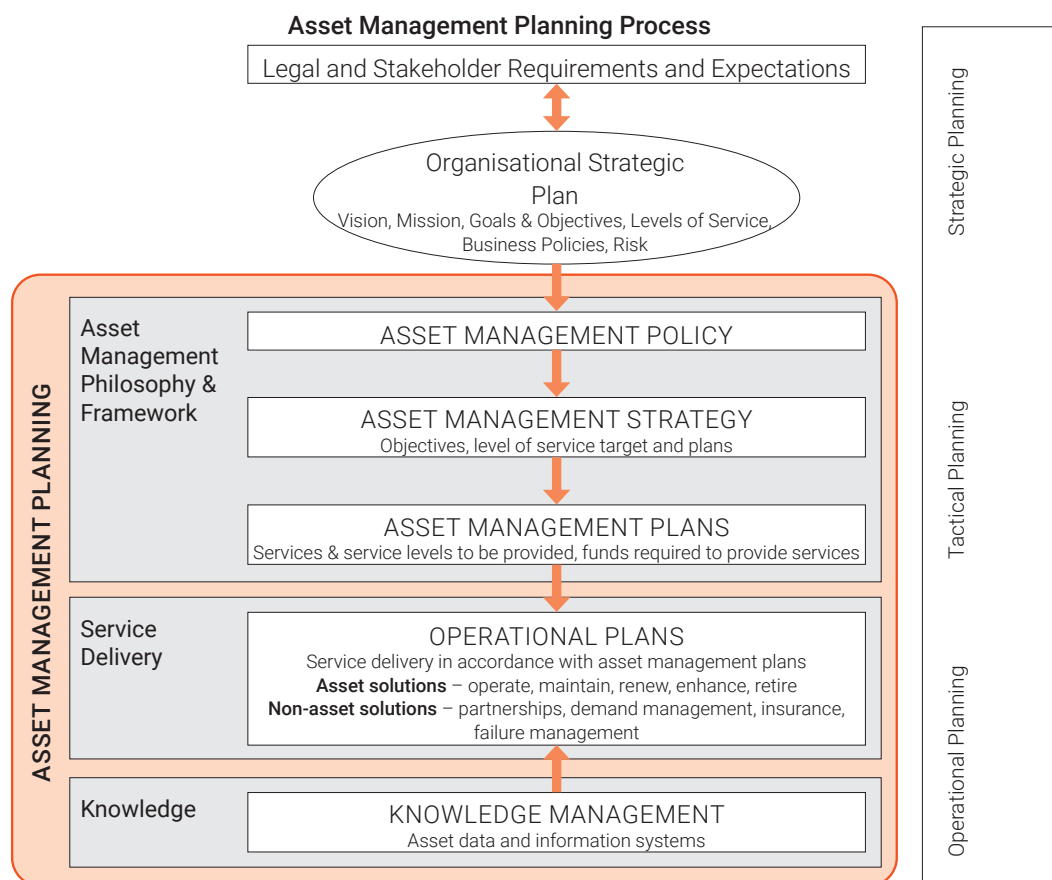 Asset Management Planning Process
Legal and Stakeholder Requirements and Expectations
Organisational Strategic
Plan
Vision, Mission, Goals & Objectives, Levels of Service,
Business Policies, Risk
Strategic Planning
ASSET MANAGEMENT PLANNING
Asset
Management
Philosophy &
Framework
ASSET MANAGEMENT POLICY
ASSET MANAGEMENT STRATEGY
Objectives, level of service target and plans
ASSET MANAGEMENT PLANS
Services & service levels to be provided, funds required to provide services
Tactical Planning
Service
Delivery
OPERATIONAL PLANS
Service delivery in accordance with asset management plans
Asset solutions – operate, maintain, renew, enhance, retire
Non-asset solutions – partnerships, demand management, insurance,
failure management
Knowledge
KNOWLEDGE MANAGEMENT
Asset data and information systems
Operational Planning